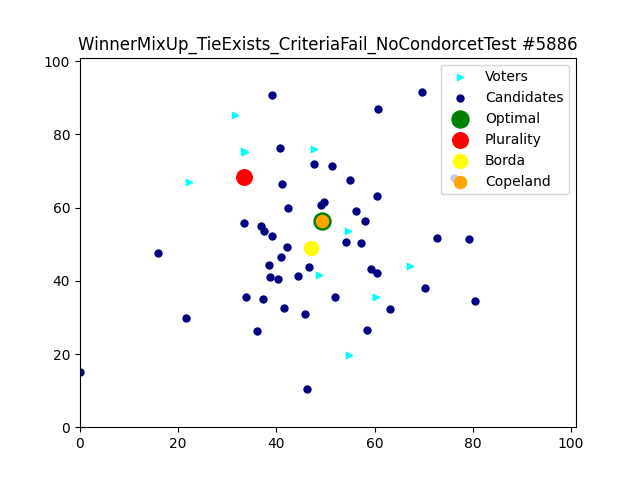 WinnerMixUp_TieExists_CriteriaFail_NoCondorcetTest #5886
100
80
60
40
20
0
0 20 40 60 80 100
Voters
Candidates
Optimal
Plurality
Borda
Copeland